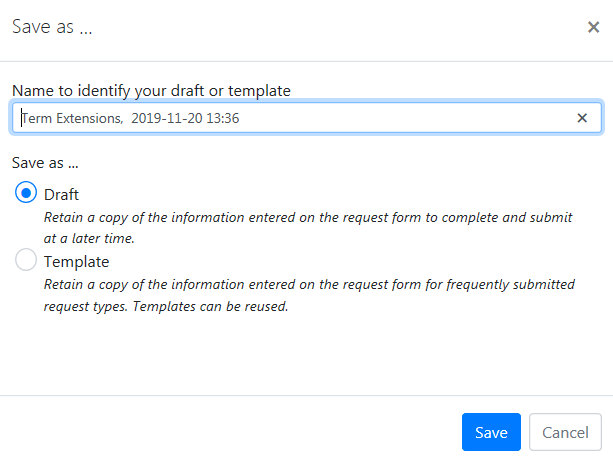 Save as ...
Name to identify your draft or template
Term Extensions,  2019-11-20 13:36
Save as ...
Draft
Retain a copy of the information entered on the request form to complete and submit
at a later time.
Template
Retain a copy of the information entered on the request form for frequently submitted
request types. Templates can be reused.
Save Cancel